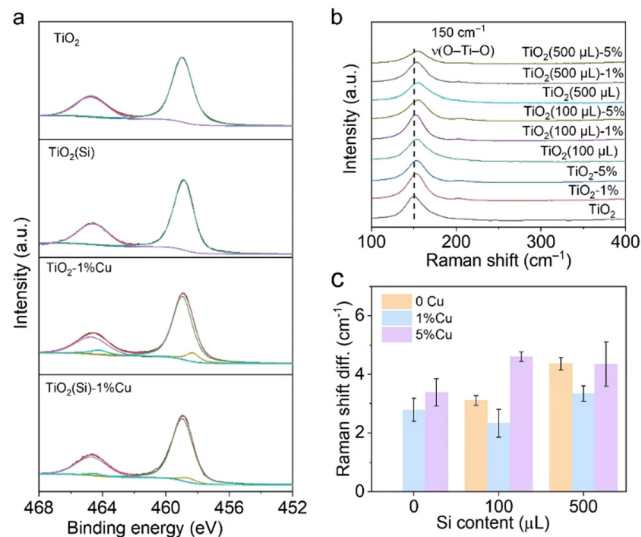 a
TiO₂
TiO₂(Si)
TiO₂-1%Cu
TiO₂(Si)-1%Cu
Intensity (a.u.)
468 464 460 456 452
Binding energy (eV)
b
150 cm⁻¹
ν(O–Ti–O)
TiO₂(500 μL)-5%
TiO₂(500 μL)-1%
TiO₂(500 μL)
TiO₂(100 μL)-5%
TiO₂(100 μL)-1%
TiO₂(100 μL)
TiO₂-5%
TiO₂-1%
TiO₂
Intensity (a.u.)
100 200 300 400
Raman shift (cm⁻¹)
c
0 Cu
1%Cu
5%Cu
Raman shift diff. (cm⁻¹)
6
4
2
0
0 100 500
Si content (μL)